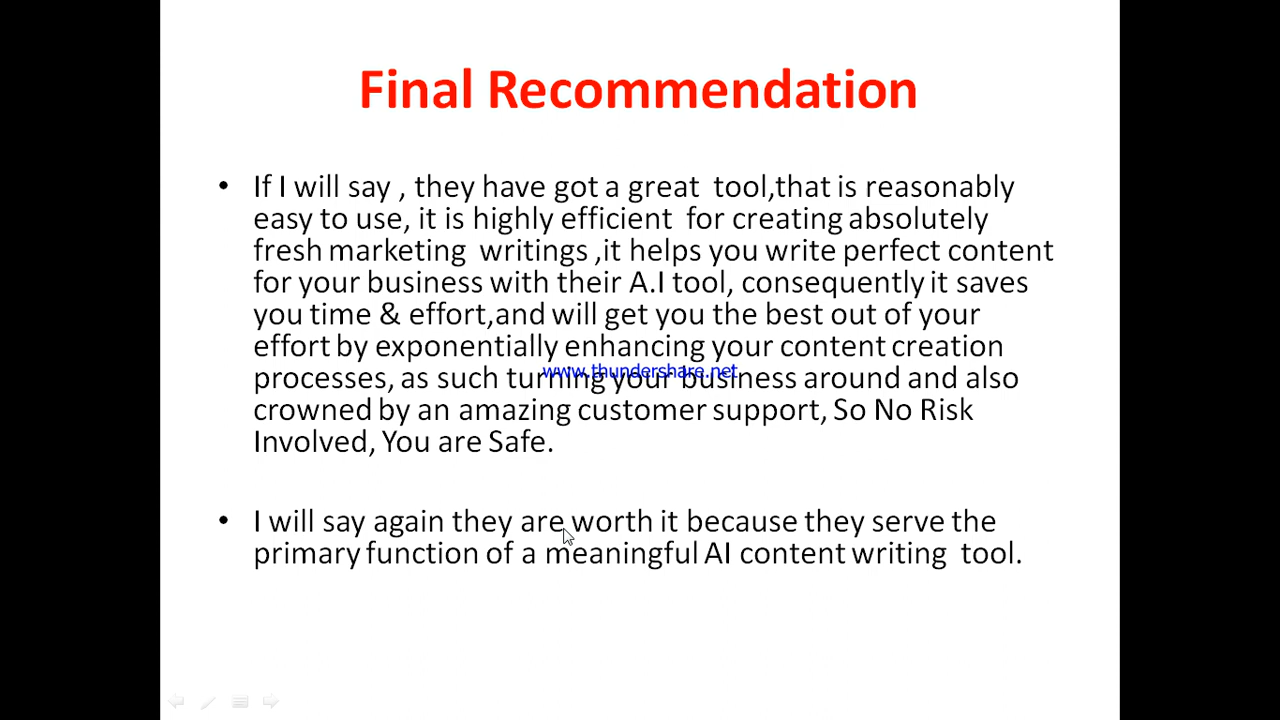 Final Recommendation
• If I will say , they have got a great  tool,that is reasonably
easy to use, it is highly efficient  for creating absolutely
fresh marketing  writings ,it helps you write perfect content
for your business with their A.I tool, consequently it saves
you time & effort,and will get you the best out of your
effort by exponentially enhancing your content creation
www.thundershare.net
processes, as such turning your business around and also
crowned by an amazing customer support, So No Risk
Involved, You are Safe.
• I will say again they are worth it because they serve the
primary function of a meaningful AI content writing  tool.